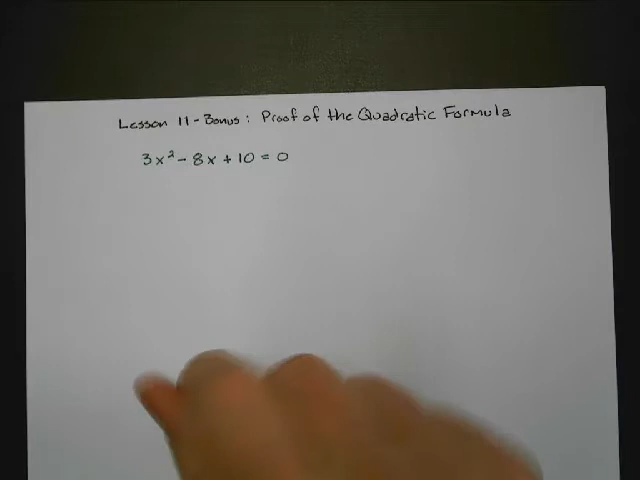 Lesson 11 - Bonus: Proof of the Quadratic Formula
3x² - 8x + 10 = 0